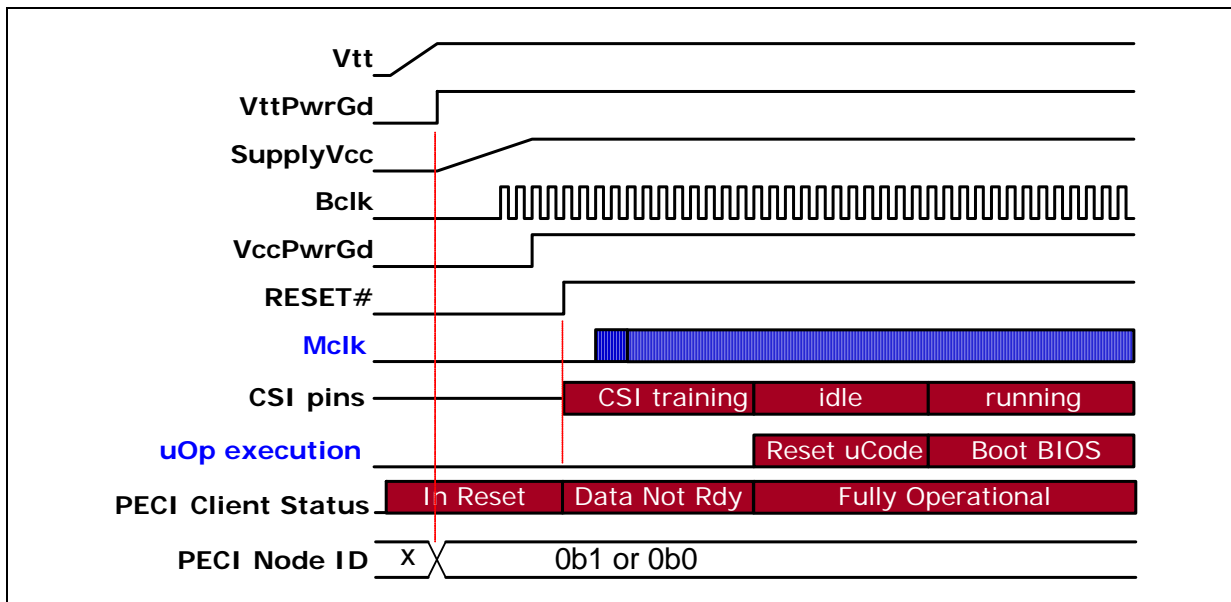 Vtt
VttPwrGd
SupplyVcc
Bclk
VccPwrGd
RESET#
Mclk
CSI pins CSI training idle running
uOp execution Reset uCode Boot BIOS
PECI Client Status In Reset Data Not Rdy Fully Operational
PECI Node ID x 0b1 or 0b0